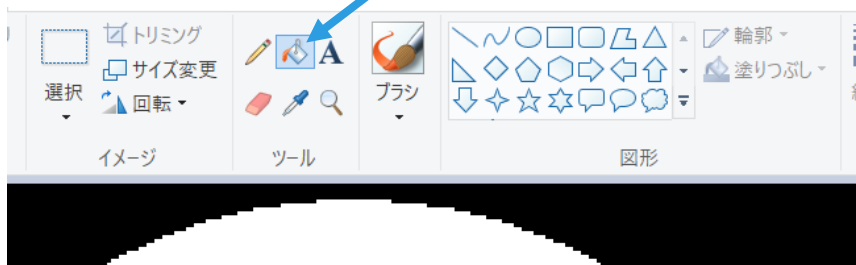 選択
トリミング
サイズ変更
回転
イメージ
A
ツール
ブラシ
図形
輪郭
塗りつぶし